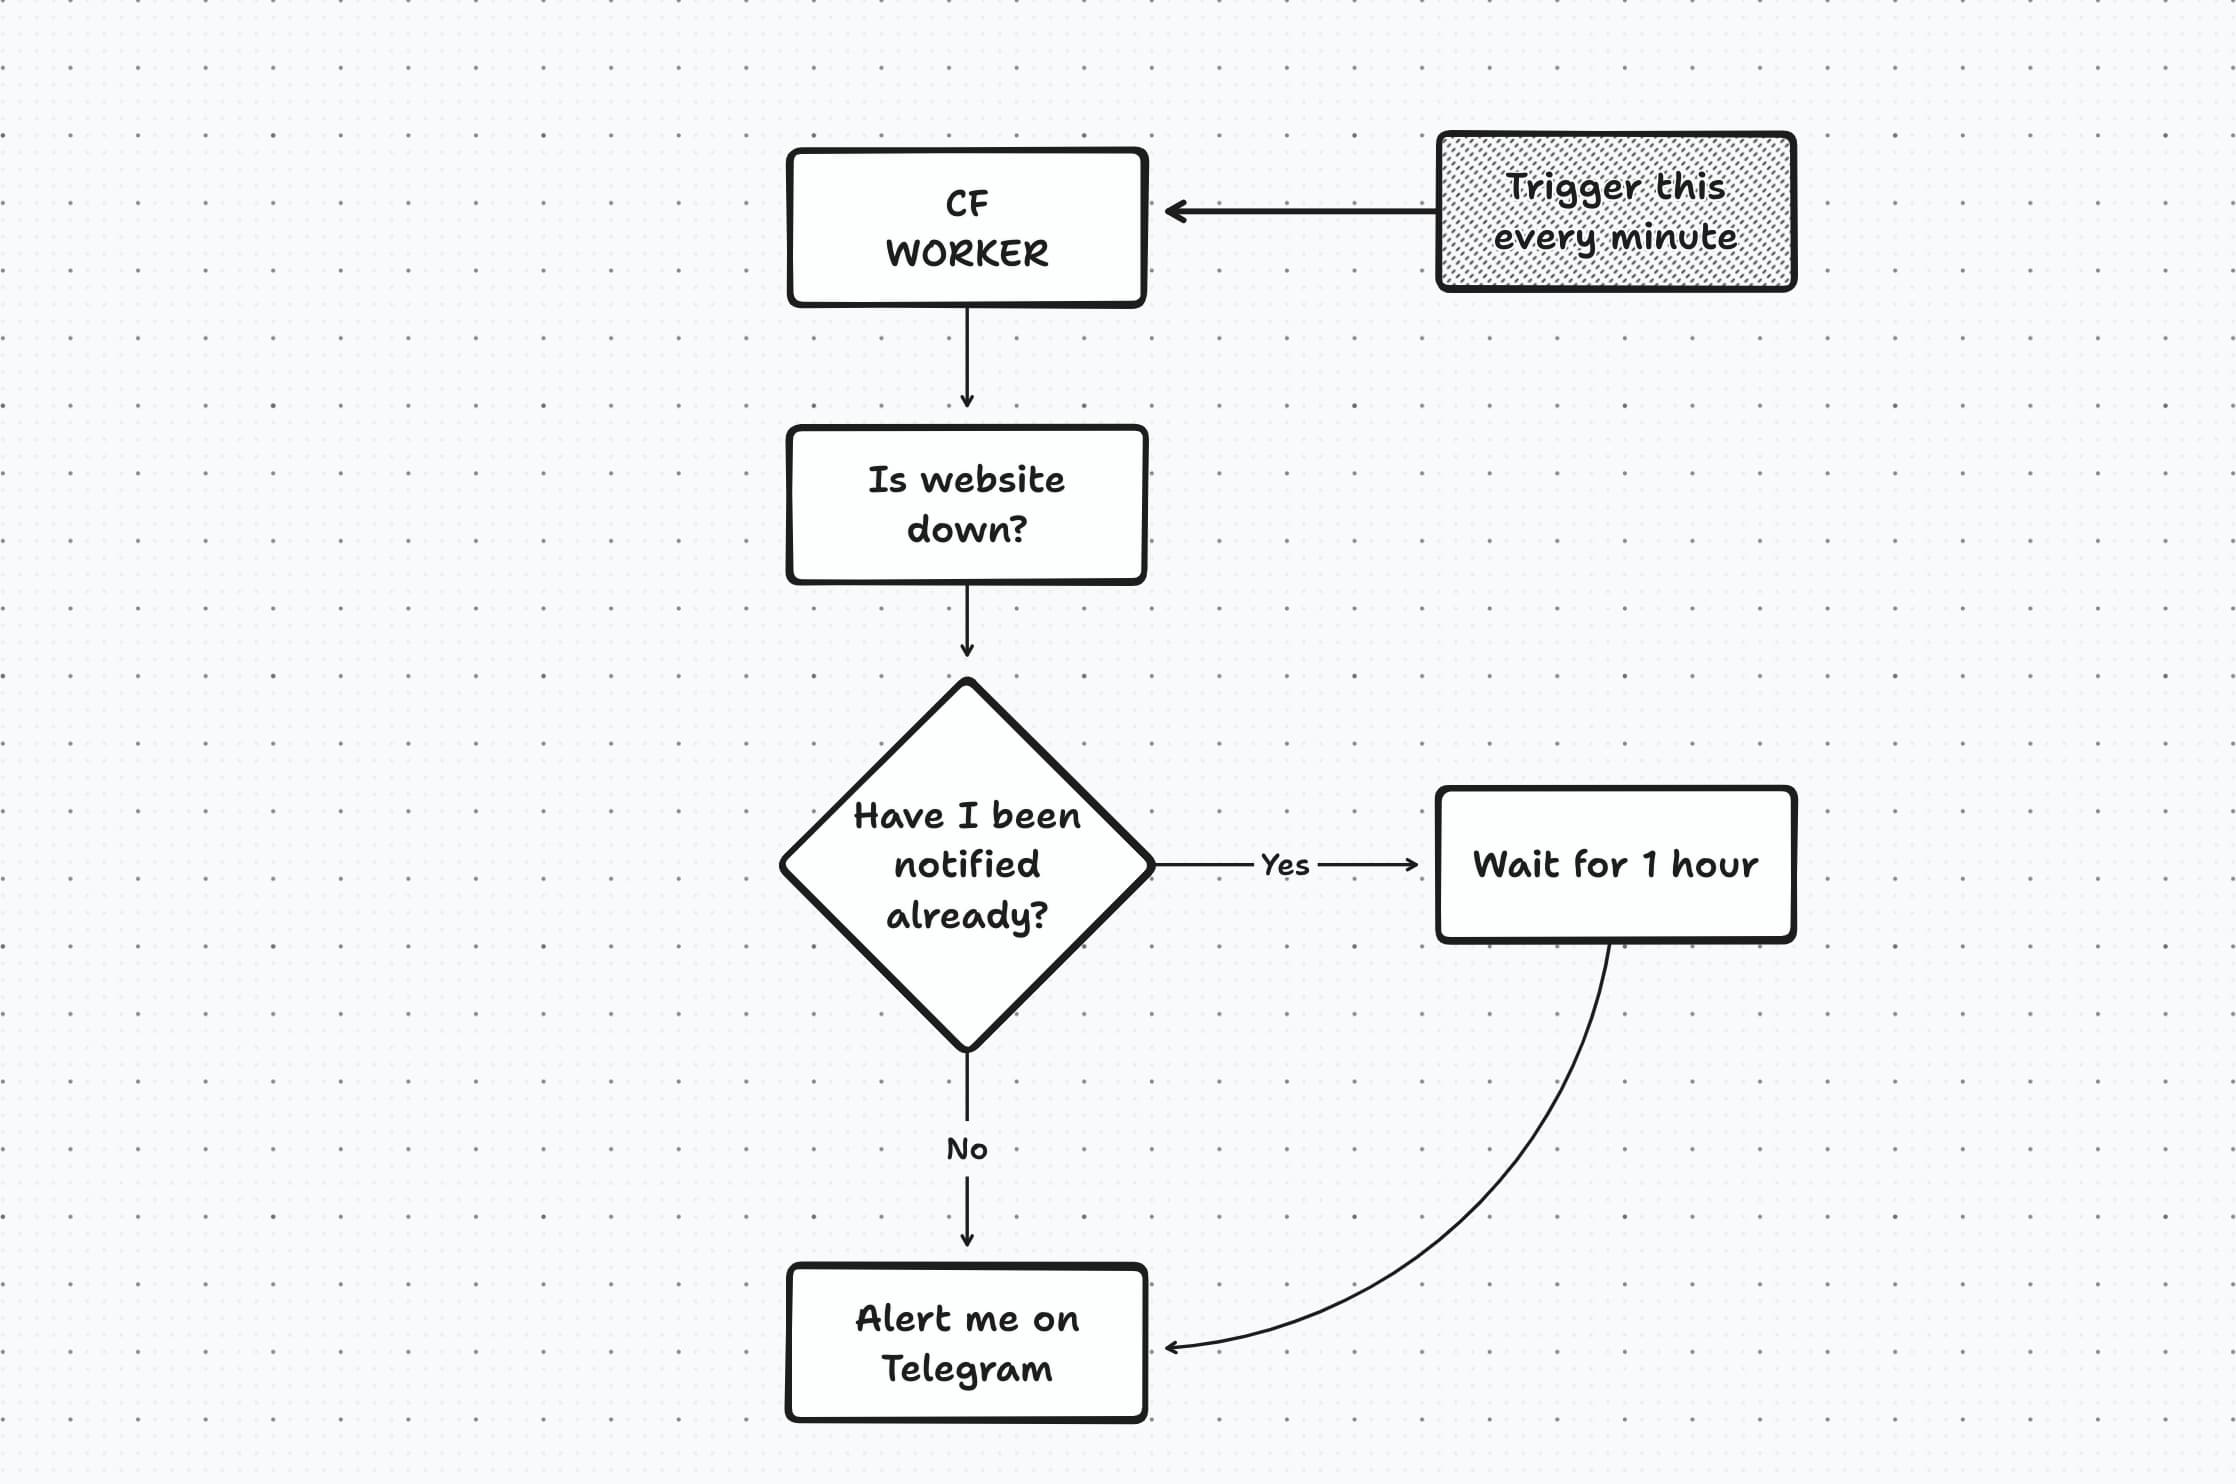 CF
WORKER
Trigger this
every minute
Is website
down?
Have I been
notified
already?
Yes
Wait for 1 hour
No
Alert me on
Telegram